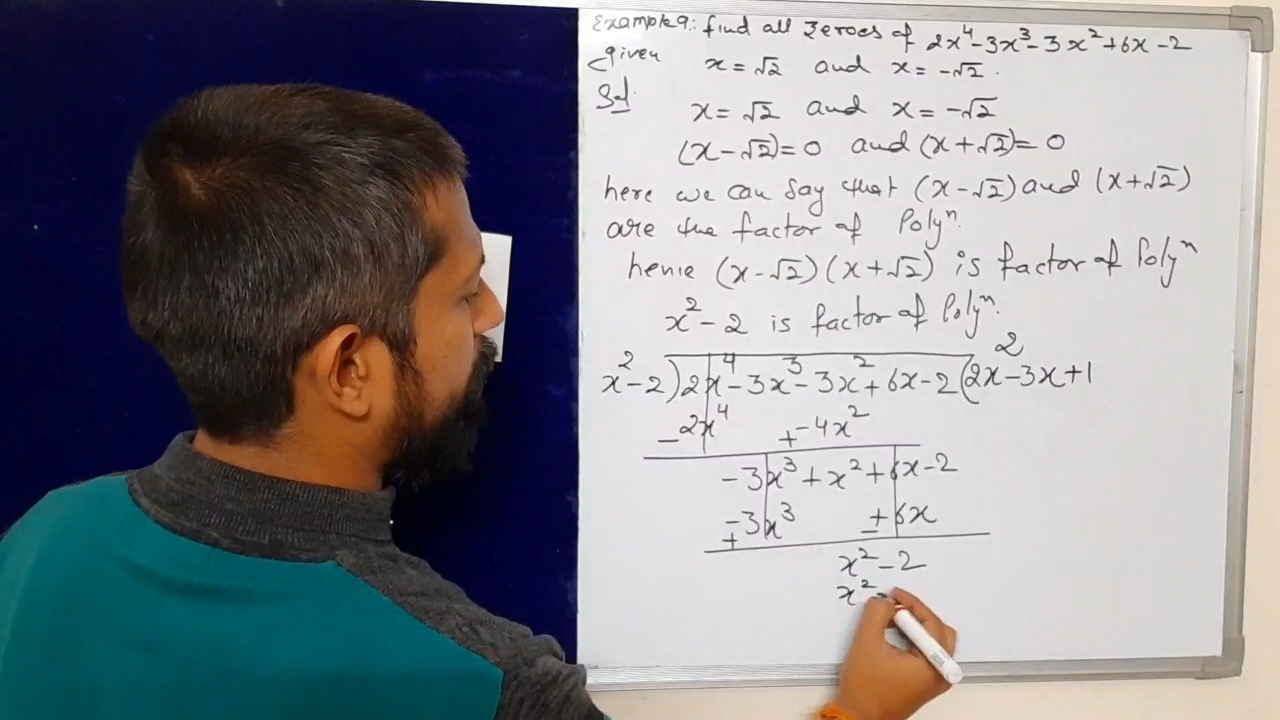 Example 9: find all zeroes of 2x⁴-3x³-3x²+6x-2
given x = √2 and x = -√2.
Sol. x = √2 and x = -√2
(x-√2)=0 and (x+√2)=0
here we can say that (x-√2) and (x+√2)
are the factor of Polyⁿ.
henie (x-√2)(x+√2) is factor of Polyⁿ
x²-2 is factor of Polyⁿ.
x²-2)2x⁴-3x³-3x²+6x-2(2x²-3x+1
-2x⁴ +-4x²
-3x³+x²+6x-2
-3x³ +6x
+ -
x²-2
x²